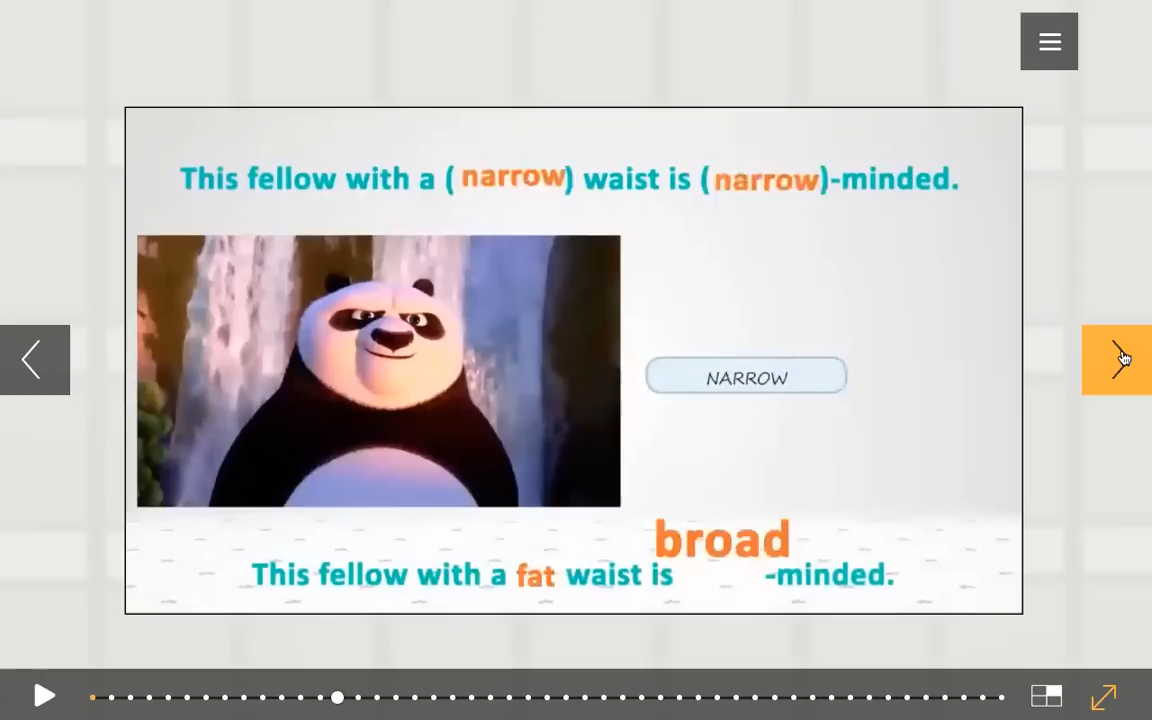 This fellow with a (narrow) waist is (narrow)-minded.
NARROW
broad
This fellow with a fat waist is -minded.